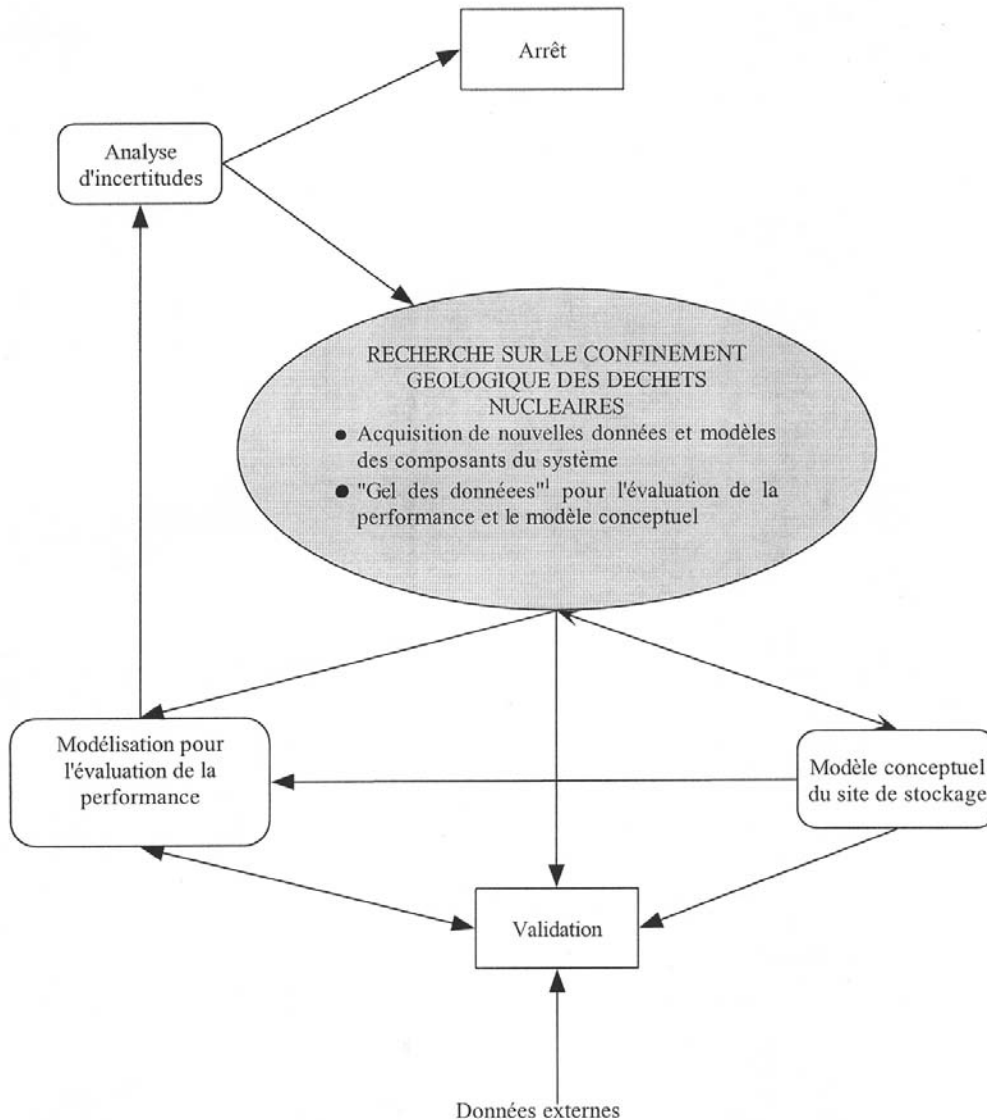 Arrêt
Analyse
d'incertitudes
RECHERCHE SUR LE CONFINEMENT
GEOLOGIQUE DES DECHETS
NUCLEAIRES
● Acquisition de nouvelles données et modèles
des composants du système
● "Gel des donnéees"¹ pour l'évaluation de la
performance et le modèle conceptuel
Modélisation pour
l'évaluation de la
performance
Modèle conceptuel
du site de stockage
Validation
Données externes